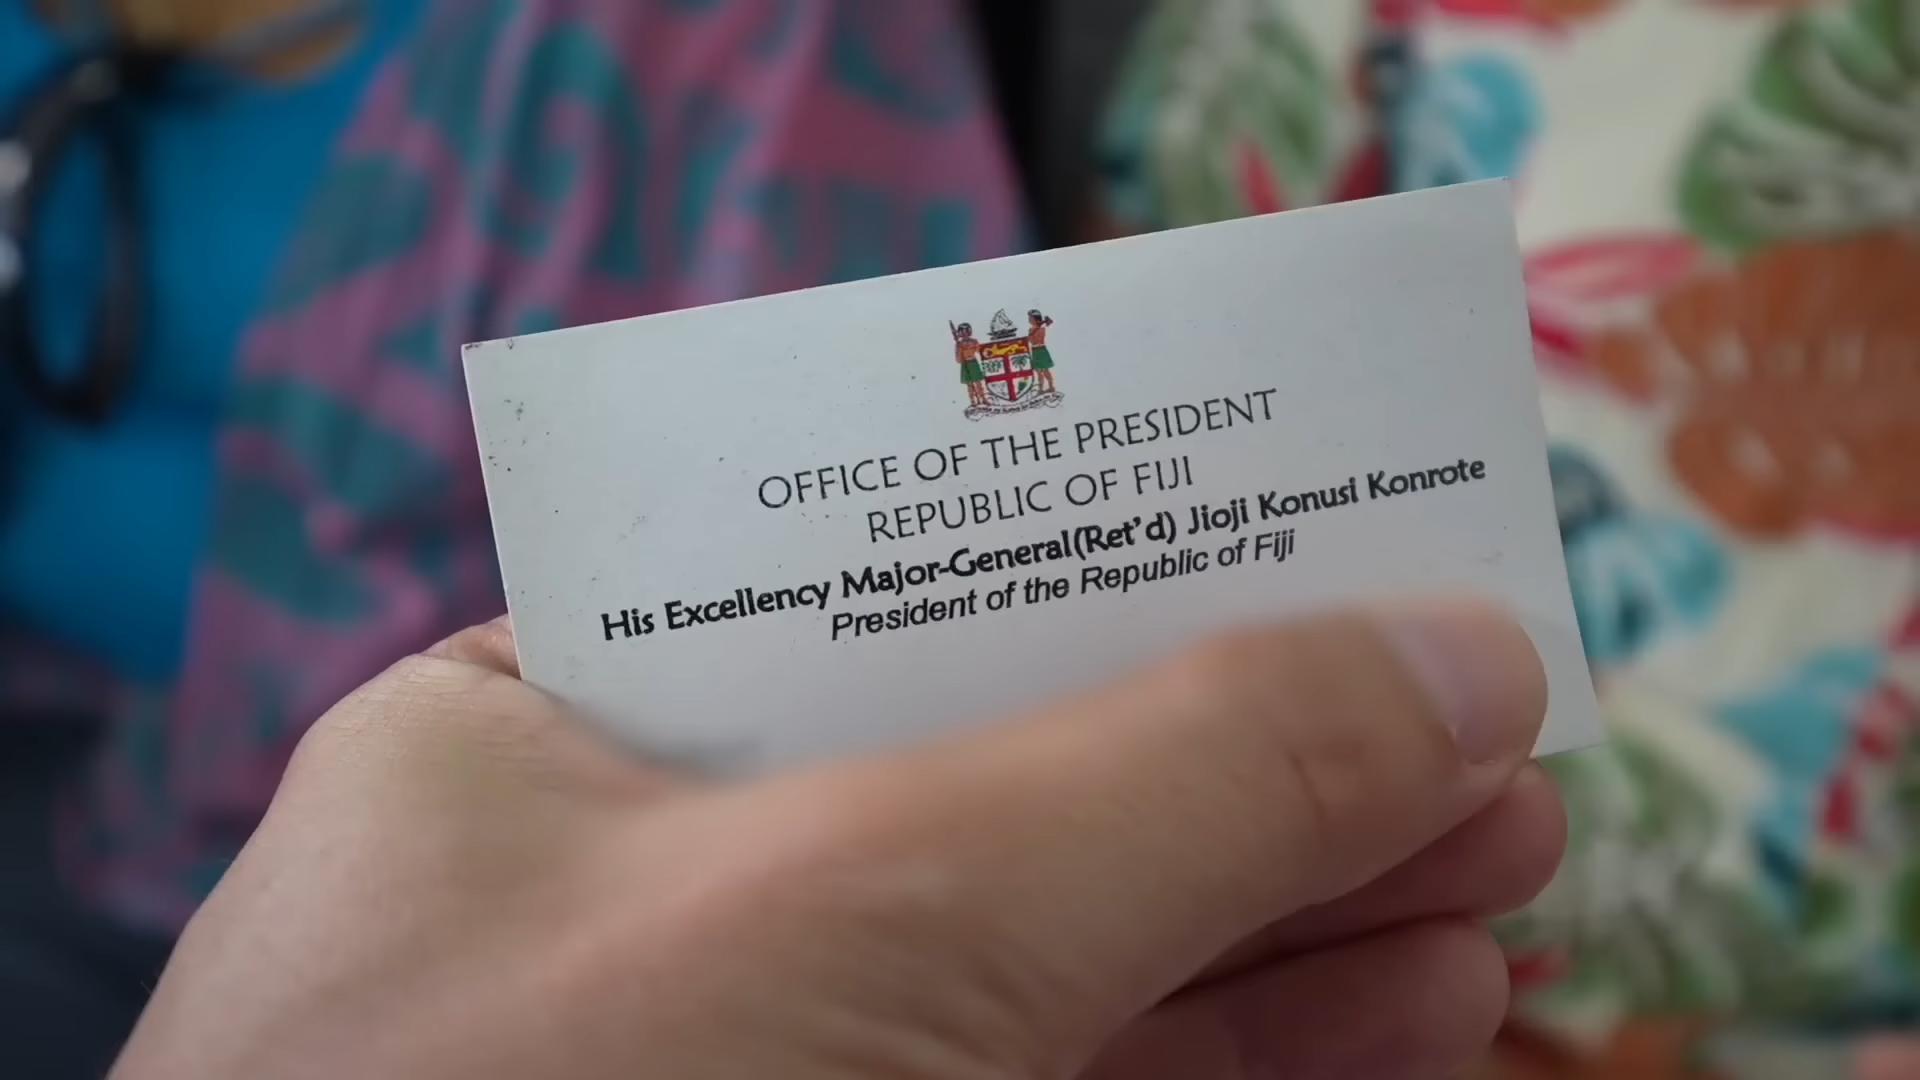 OFFICE OF THE PRESIDENT
REPUBLIC OF FIJI
His Excellency Major-General(Ret'd) Jioji Konusi Konrote
President of the Republic of Fiji